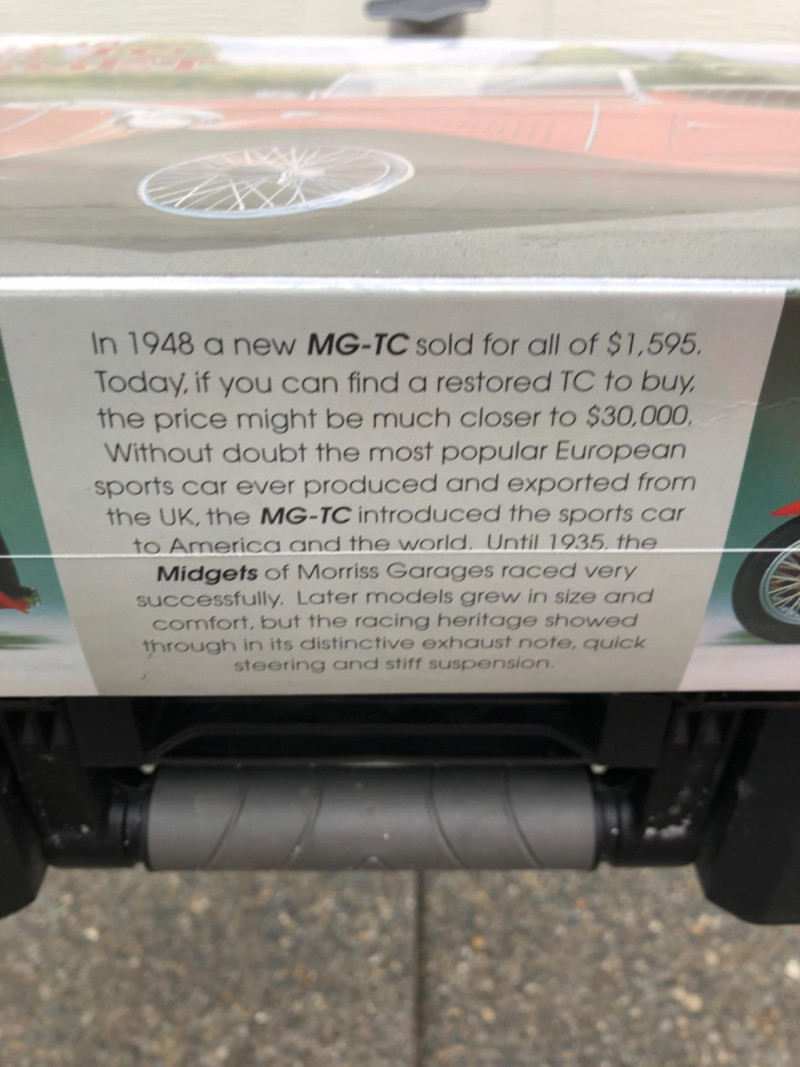 In 1948 a new MG-TC sold for all of $1,595.
Today, if you can find a restored TC to buy,
the price might be much closer to $30,000.
Without doubt the most popular European
sports car ever produced and exported from
the UK, the MG-TC introduced the sports car
to America and the world. Until 1935, the
Midgets of Morriss Garages raced very
successfully. Later models grew in size and
comfort, but the racing heritage showed
through in its distinctive exhaust note, quick
steering and stiff suspension.